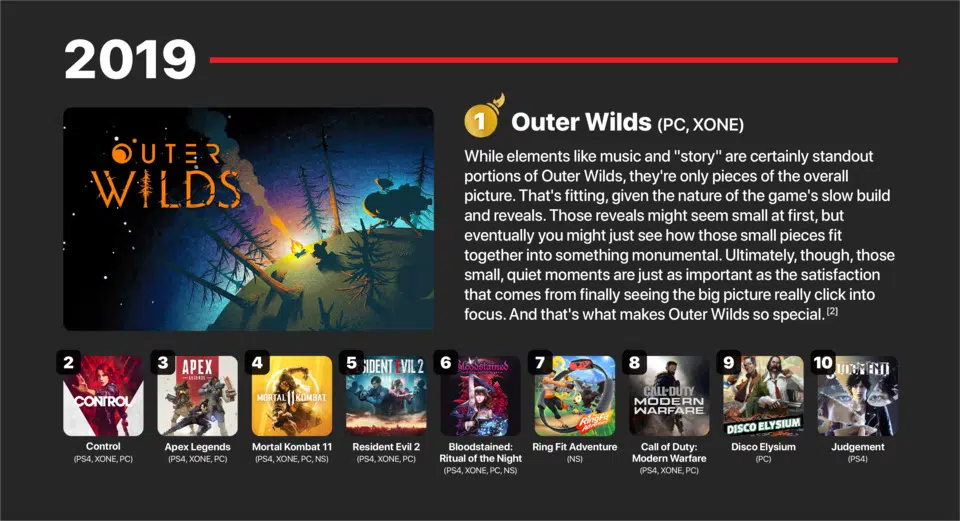 2019
OUTER
WILDS
1
Outer Wilds (PC, XONE)
While elements like music and "story" are certainly standout
portions of Outer Wilds, they're only pieces of the overall
picture. That's fitting, given the nature of the game's slow build
and reveals. Those reveals might seem small at first, but
eventually you might just see how those small pieces fit
together into something monumental. Ultimately, though, those
small, quiet moments are just as important as the satisfaction
that comes from finally seeing the big picture really click into
focus. And that's what makes Outer Wilds so special.[2]
2
CONTROL
Control
(PS4, XONE, PC)
3
APEX
LEGENDS
Apex Legends
(PS4, XONE, PC)
4
MORTAL KOMBAT
11
Mortal Kombat 11
(PS4, XONE, PC, NS)
5
SIDENT EVIL 2
Resident Evil 2
(PS4, XONE, PC)
6
Bloodstained
Bloodstained:
Ritual of the Night
(PS4, XONE, PC, NS)
7
Ring Fit
Adventure
Ring Fit Adventure
(NS)
8
CALL OF DUTY
MODERN
WARFARE
Call of Duty:
Modern Warfare
(PS4, XONE, PC)
9
DISCO ELYSIUM
Disco Elysium
(PC)
10
JUDGMENT
Judgement
(PS4)